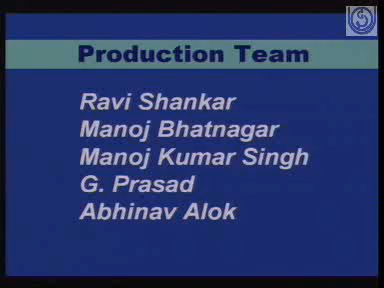 Production Team
Ravi Shankar
Manoj Bhatnagar
Manoj Kumar Singh
G. Prasad
Abhinav Alok